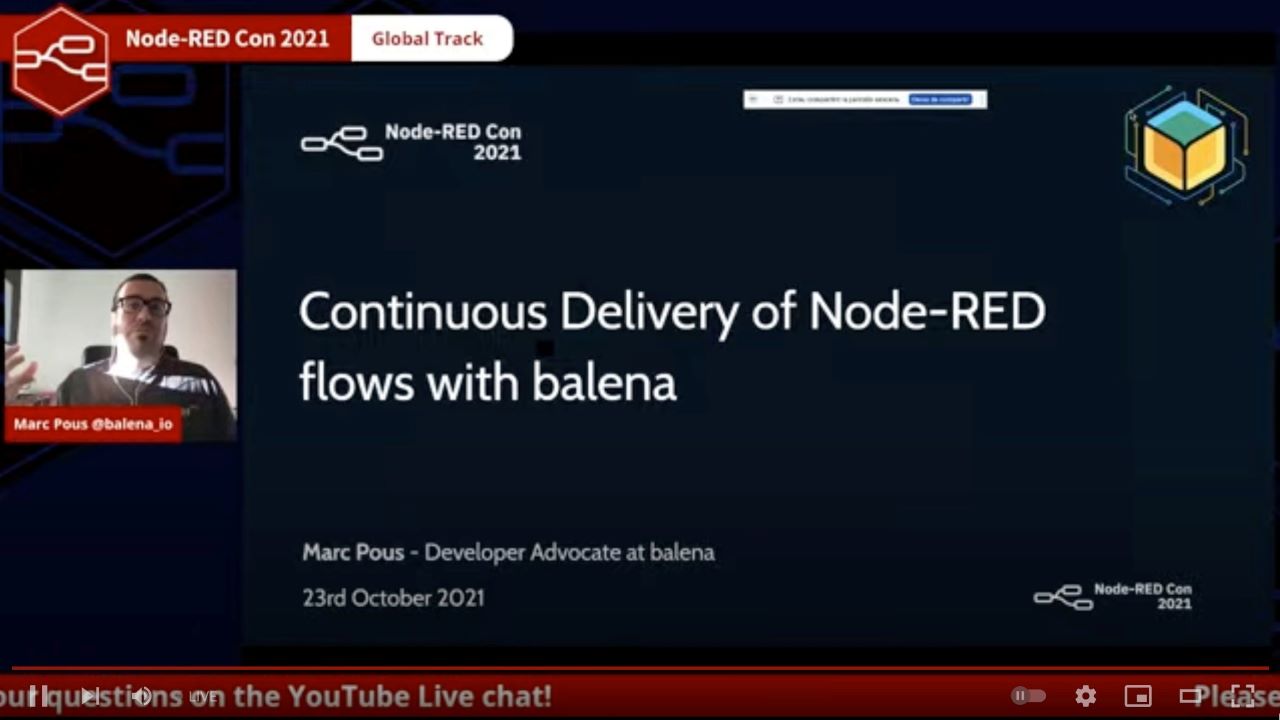 Node-RED Con 2021
Global Track
Node-RED Con
2021
Continuous Delivery of Node-RED
flows with balena
Marc Pous @balena_io
Marc Pous - Developer Advocate at balena
23rd October 2021
Node-RED Con
2021
our questions on the YouTube Live chat!
LIVE
Please